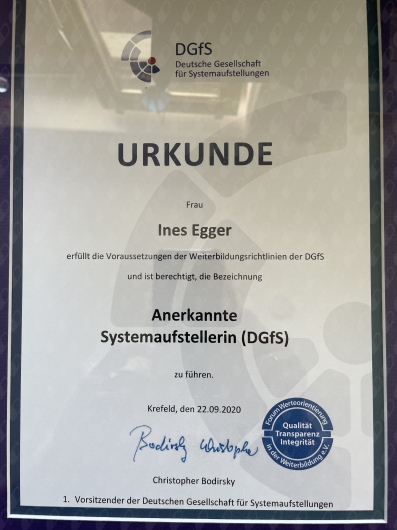 DGfS
Deutsche Gesellschaft
für Systemaufstellungen
URKUNDE
Frau
Ines Egger
erfüllt die Voraussetzungen der Weiterbildungsrichtlinien der DGfS
und ist berechtigt, die Bezeichnung
Anerkannte
Systemaufstellerin (DGfS)
zu führen.
Krefeld, den 22.09.2020
Forum Werteorientierung
Qualität
Transparenz
Integrität
in der Weiterbildung e.V.
Bodirsky Christopher
Christopher Bodirsky
1. Vorsitzender der Deutschen Gesellschaft für Systemaufstellungen